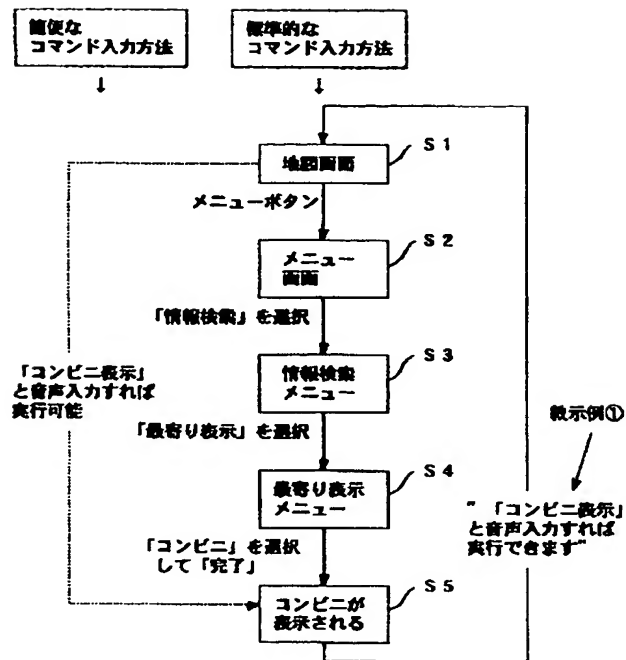 簡便な
コマンド入力方法
標準的な
コマンド入力方法
↓
↓
地図画面
S1
メニューボタン
メニュー
画面
S2
「情報検索」を選択
情報検索
メニュー
S3
「コンビニ表示」
と音声入力すれば
実行可能
「最寄り表示」を選択
教示例①
最寄り表示
メニュー
S4
"「コンビニ表示」
と音声入力すれば
実行できます"
「コンビニ」を選択
して「完了」
コンビニが
表示される
S5